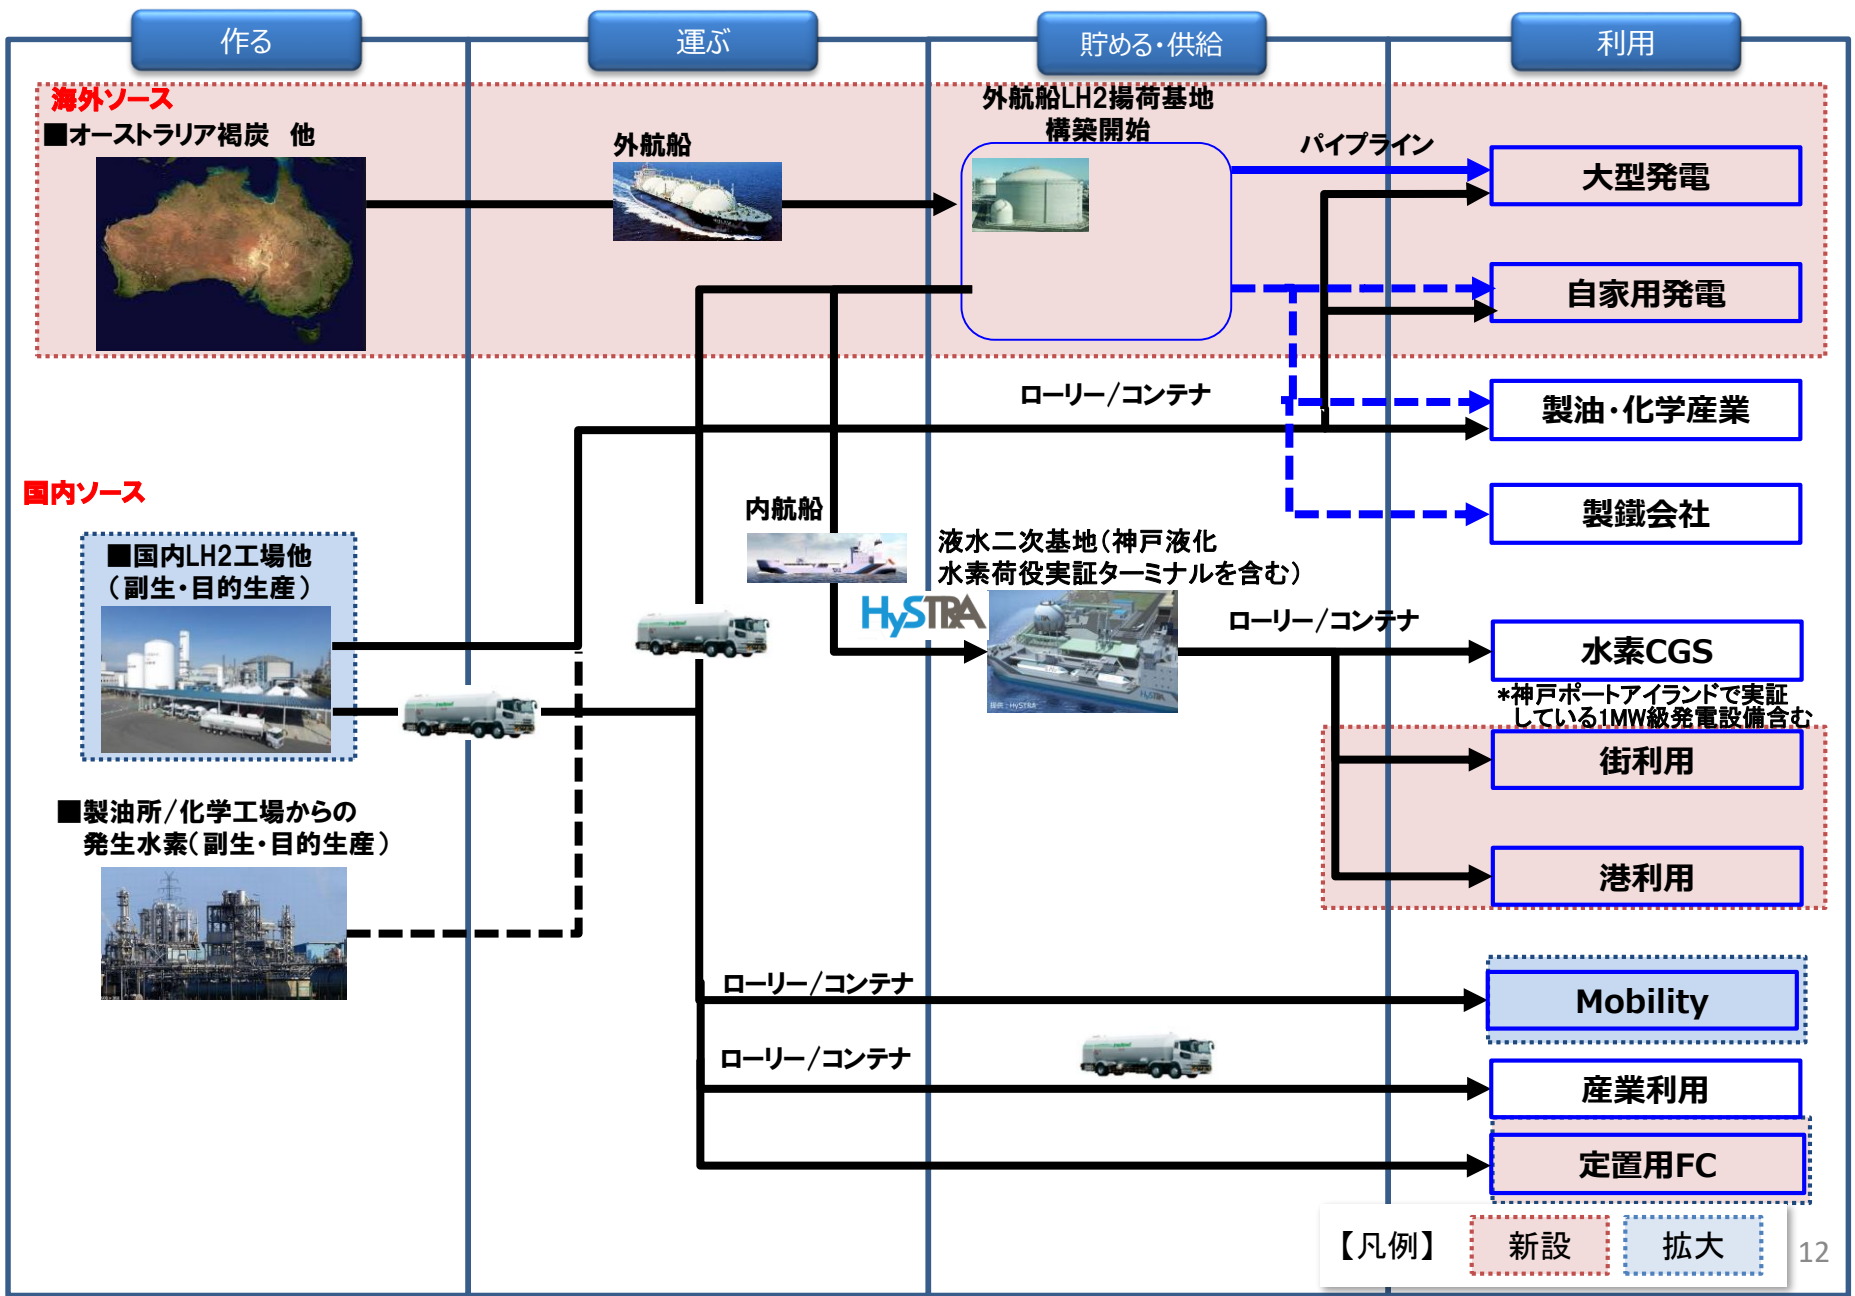 作る
運ぶ
貯める・供給
利用
海外ソース
■オーストラリア褐炭 他
外航船
外航船LH2揚荷基地
構築開始
パイプライン
大型発電
自家用発電
ローリー/コンテナ
製油・化学産業
製鐵会社
国内ソース
■国内LH2工場他
（副生・目的生産）
内航船
液水二次基地（神戸液化
水素荷役実証ターミナルを含む）
HySTRA
HySTRA
提供：HySTRA
ローリー/コンテナ
水素CGS
*神戸ポートアイランドで実証
している1MW級発電設備含む
街利用
港利用
■製油所/化学工場からの
発生水素（副生・目的生産）
ローリー/コンテナ
Mobility
ローリー/コンテナ
産業利用
定置用FC
【凡例】
新設
拡大
12